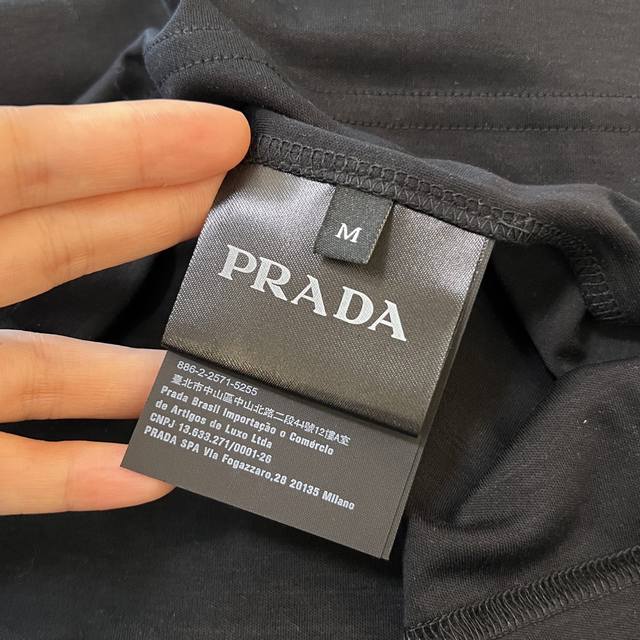 M
PRADA
886-2-2571-5255
臺北市中山區中山北路二段44號12樓A室
Prada Brasil Importação o Comércio
de Artigos de Luxo Ltda
CNPJ 13.633.271/0001-26
PRADA SPA Via Fogazzaro,28 20135 Milano